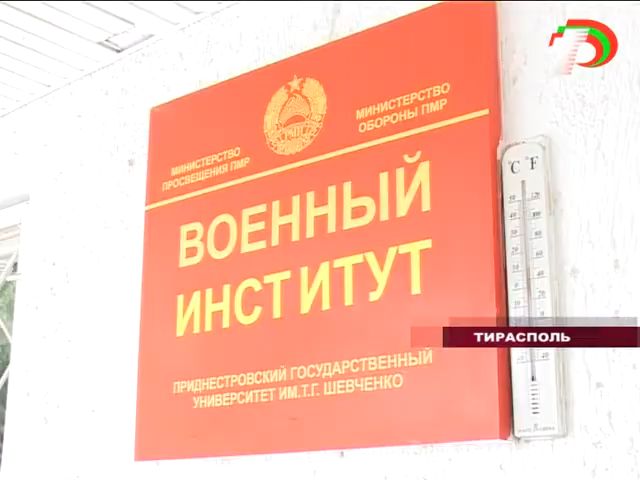 МИНИСТЕРСТВО
ПРОСВЕЩЕНИЯ ПМР
МИНИСТЕРСТВО
ОБОРОНЫ ПМР
ВОЕННЫЙ
ИНСТИТУТ
ПРИДНЕСТРОВСКИЙ ГОСУДАРСТВЕННЫЙ
УНИВЕРСИТЕТ ИМ.Т.Г. ШЕВЧЕНКО
°C °F
ТИРАСПОЛЬ